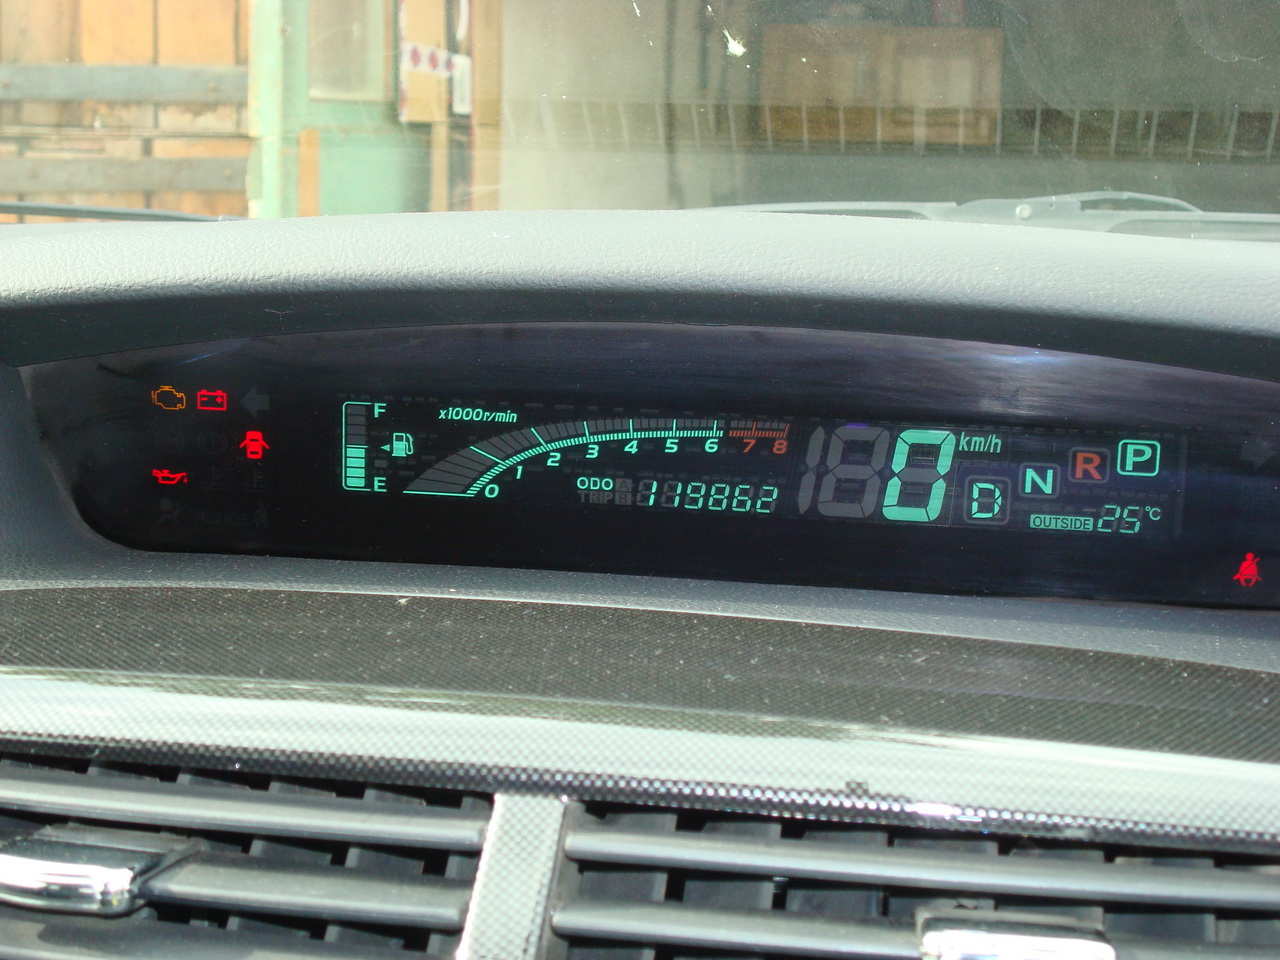 F
E
x1000r/min
0 1 2 3 4 5 6 7 8
ODO A
TRIP B
119862
0 km/h
D N R P
OUTSIDE 25°C